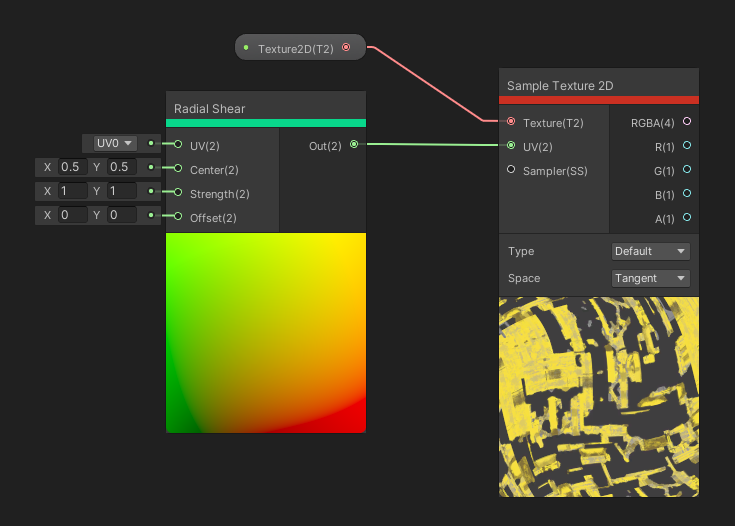 Texture2D(T2)
Radial Shear
UV0
UV(2)
Out(2)
X 0.5 Y 0.5
Center(2)
X 1 Y 1
Strength(2)
X 0 Y 0
Offset(2)
Sample Texture 2D
Texture(T2)
RGBA(4)
UV(2)
R(1)
Sampler(SS)
G(1)
B(1)
A(1)
Type
Default
Space
Tangent